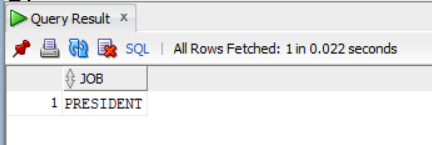 Query Result x
SQL | All Rows Fetched: 1 in 0.022 seconds
JOB
1 PRESIDENT